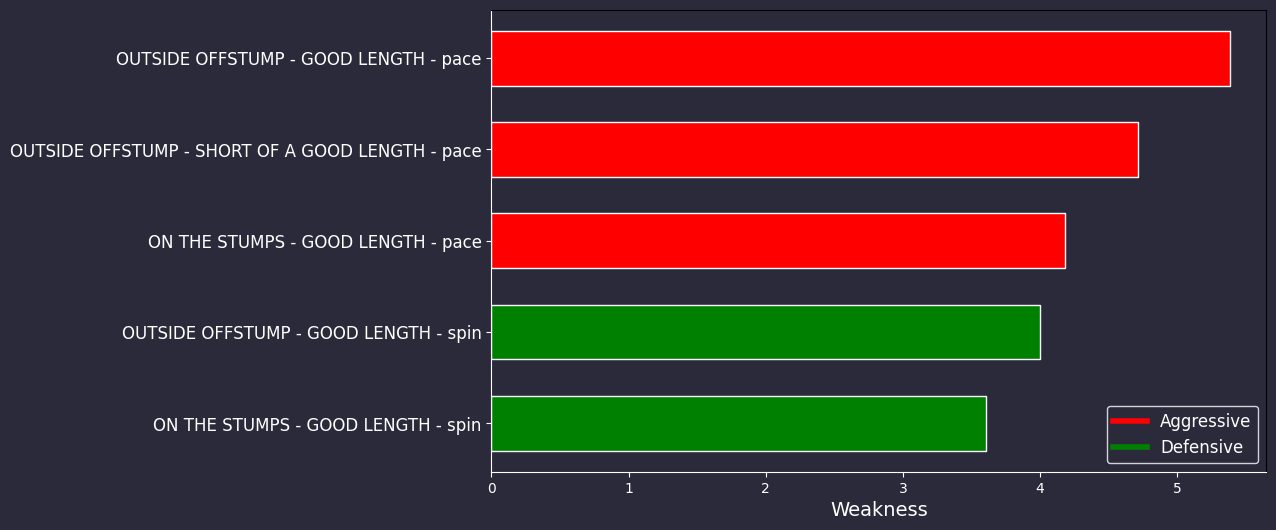 OUTSIDE OFFSTUMP - GOOD LENGTH - pace
OUTSIDE OFFSTUMP - SHORT OF A GOOD LENGTH - pace
ON THE STUMPS - GOOD LENGTH - pace
OUTSIDE OFFSTUMP - GOOD LENGTH - spin
ON THE STUMPS - GOOD LENGTH - spin
Aggressive
Defensive
0 1 2 3 4 5
Weakness